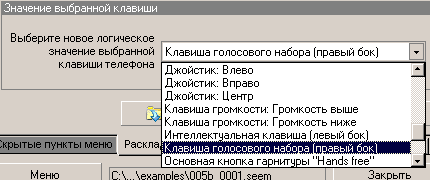 Значение выбранной клавиши
Выберите новое логическое
значение выбранной
клавиши телефона
Клавиша голосового набора (правый бок)
Джойстик: Влево
Джойстик: Вправо
Джойстик: Центр
Клавиша громкости: Громкость выше
Клавиша громкости: Громкость ниже
Интеллектуальная клавиша (левый бок)
Клавиша голосового набора (правый бок)
Основная кнопка гарнитуры "Hands free"
Скрытые пункты меню
Раскла
Меню
C:\...\examples\005b_0001.seem
Закрыть